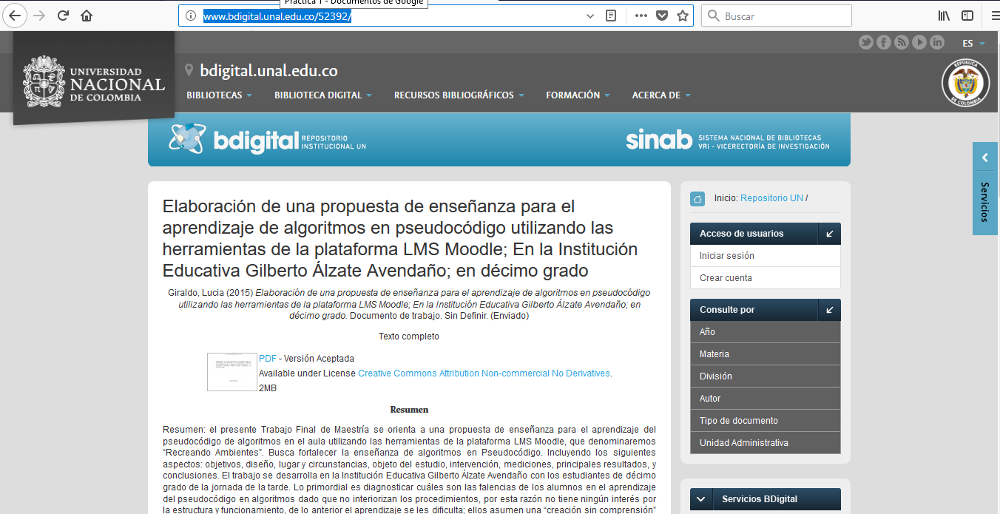 Práctica 1 - Documentos de Google
www.bdigital.unal.edu.co/52392/
Buscar
ES
UNIVERSIDAD
NACIONAL
DE COLOMBIA
bdigital.unal.edu.co
REPÚBLICA
DE COLOMBIA
BIBLIOTECAS BIBLIOTECA DIGITAL RECURSOS BIBLIOGRÁFICOS FORMACIÓN ACERCA DE
bdigital REPOSITORIO
INSTITUCIONAL UN
sinab SISTEMA NACIONAL DE BIBLIOTECAS
VRI - VICERECTORÍA DE INVESTIGACIÓN
Servicios
Elaboración de una propuesta de enseñanza para el
aprendizaje de algoritmos en pseudocódigo utilizando las
herramientas de la plataforma LMS Moodle; En la Institución
Educativa Gilberto Álzate Avendaño; en décimo grado
Giraldo, Lucia (2015) Elaboración de una propuesta de enseñanza para el aprendizaje de algoritmos en pseudocódigo
utilizando las herramientas de la plataforma LMS Moodle; En la Institución Educativa Gilberto Álzate Avendaño; en
décimo grado. Documento de trabajo. Sin Definir. (Enviado)
Texto completo
PDF - Versión Aceptada
Available under License Creative Commons Attribution Non-commercial No Derivatives.
2MB
Resumen
Resumen: el presente Trabajo Final de Maestría se orienta a una propuesta de enseñanza para el aprendizaje del
pseudocódigo de algoritmos en el aula utilizando las herramientas de la plataforma LMS Moodle, que denominaremos
“Recreando Ambientes”. Busca fortalecer la enseñanza de algoritmos en Pseudocódigo. Incluyendo los siguientes
aspectos: objetivos, diseño, lugar y circunstancias, objeto del estudio, intervención, mediciones, principales resultados, y
conclusiones. El trabajo se desarrolla en la Institución Educativa Gilberto Álzate Avendaño con los estudiantes de décimo
grado de la jornada de la tarde. Lo primordial es diagnosticar cuáles son las falencias de los alumnos en el aprendizaje
del pseudocódigo en algoritmos dado que no interiorizan los procedimientos, por esta razón no tiene ningún interés por
la estructura y funcionamiento, de lo anterior el aprendizaje se les dificulta; ellos asumen una “creación sin comprensión”
Inicio: Repositorio UN /
Acceso de usuarios
Iniciar sesión
Crear cuenta
Consulte por
Año
Materia
División
Autor
Tipo de documento
Unidad Administrativa
Servicios BDigital